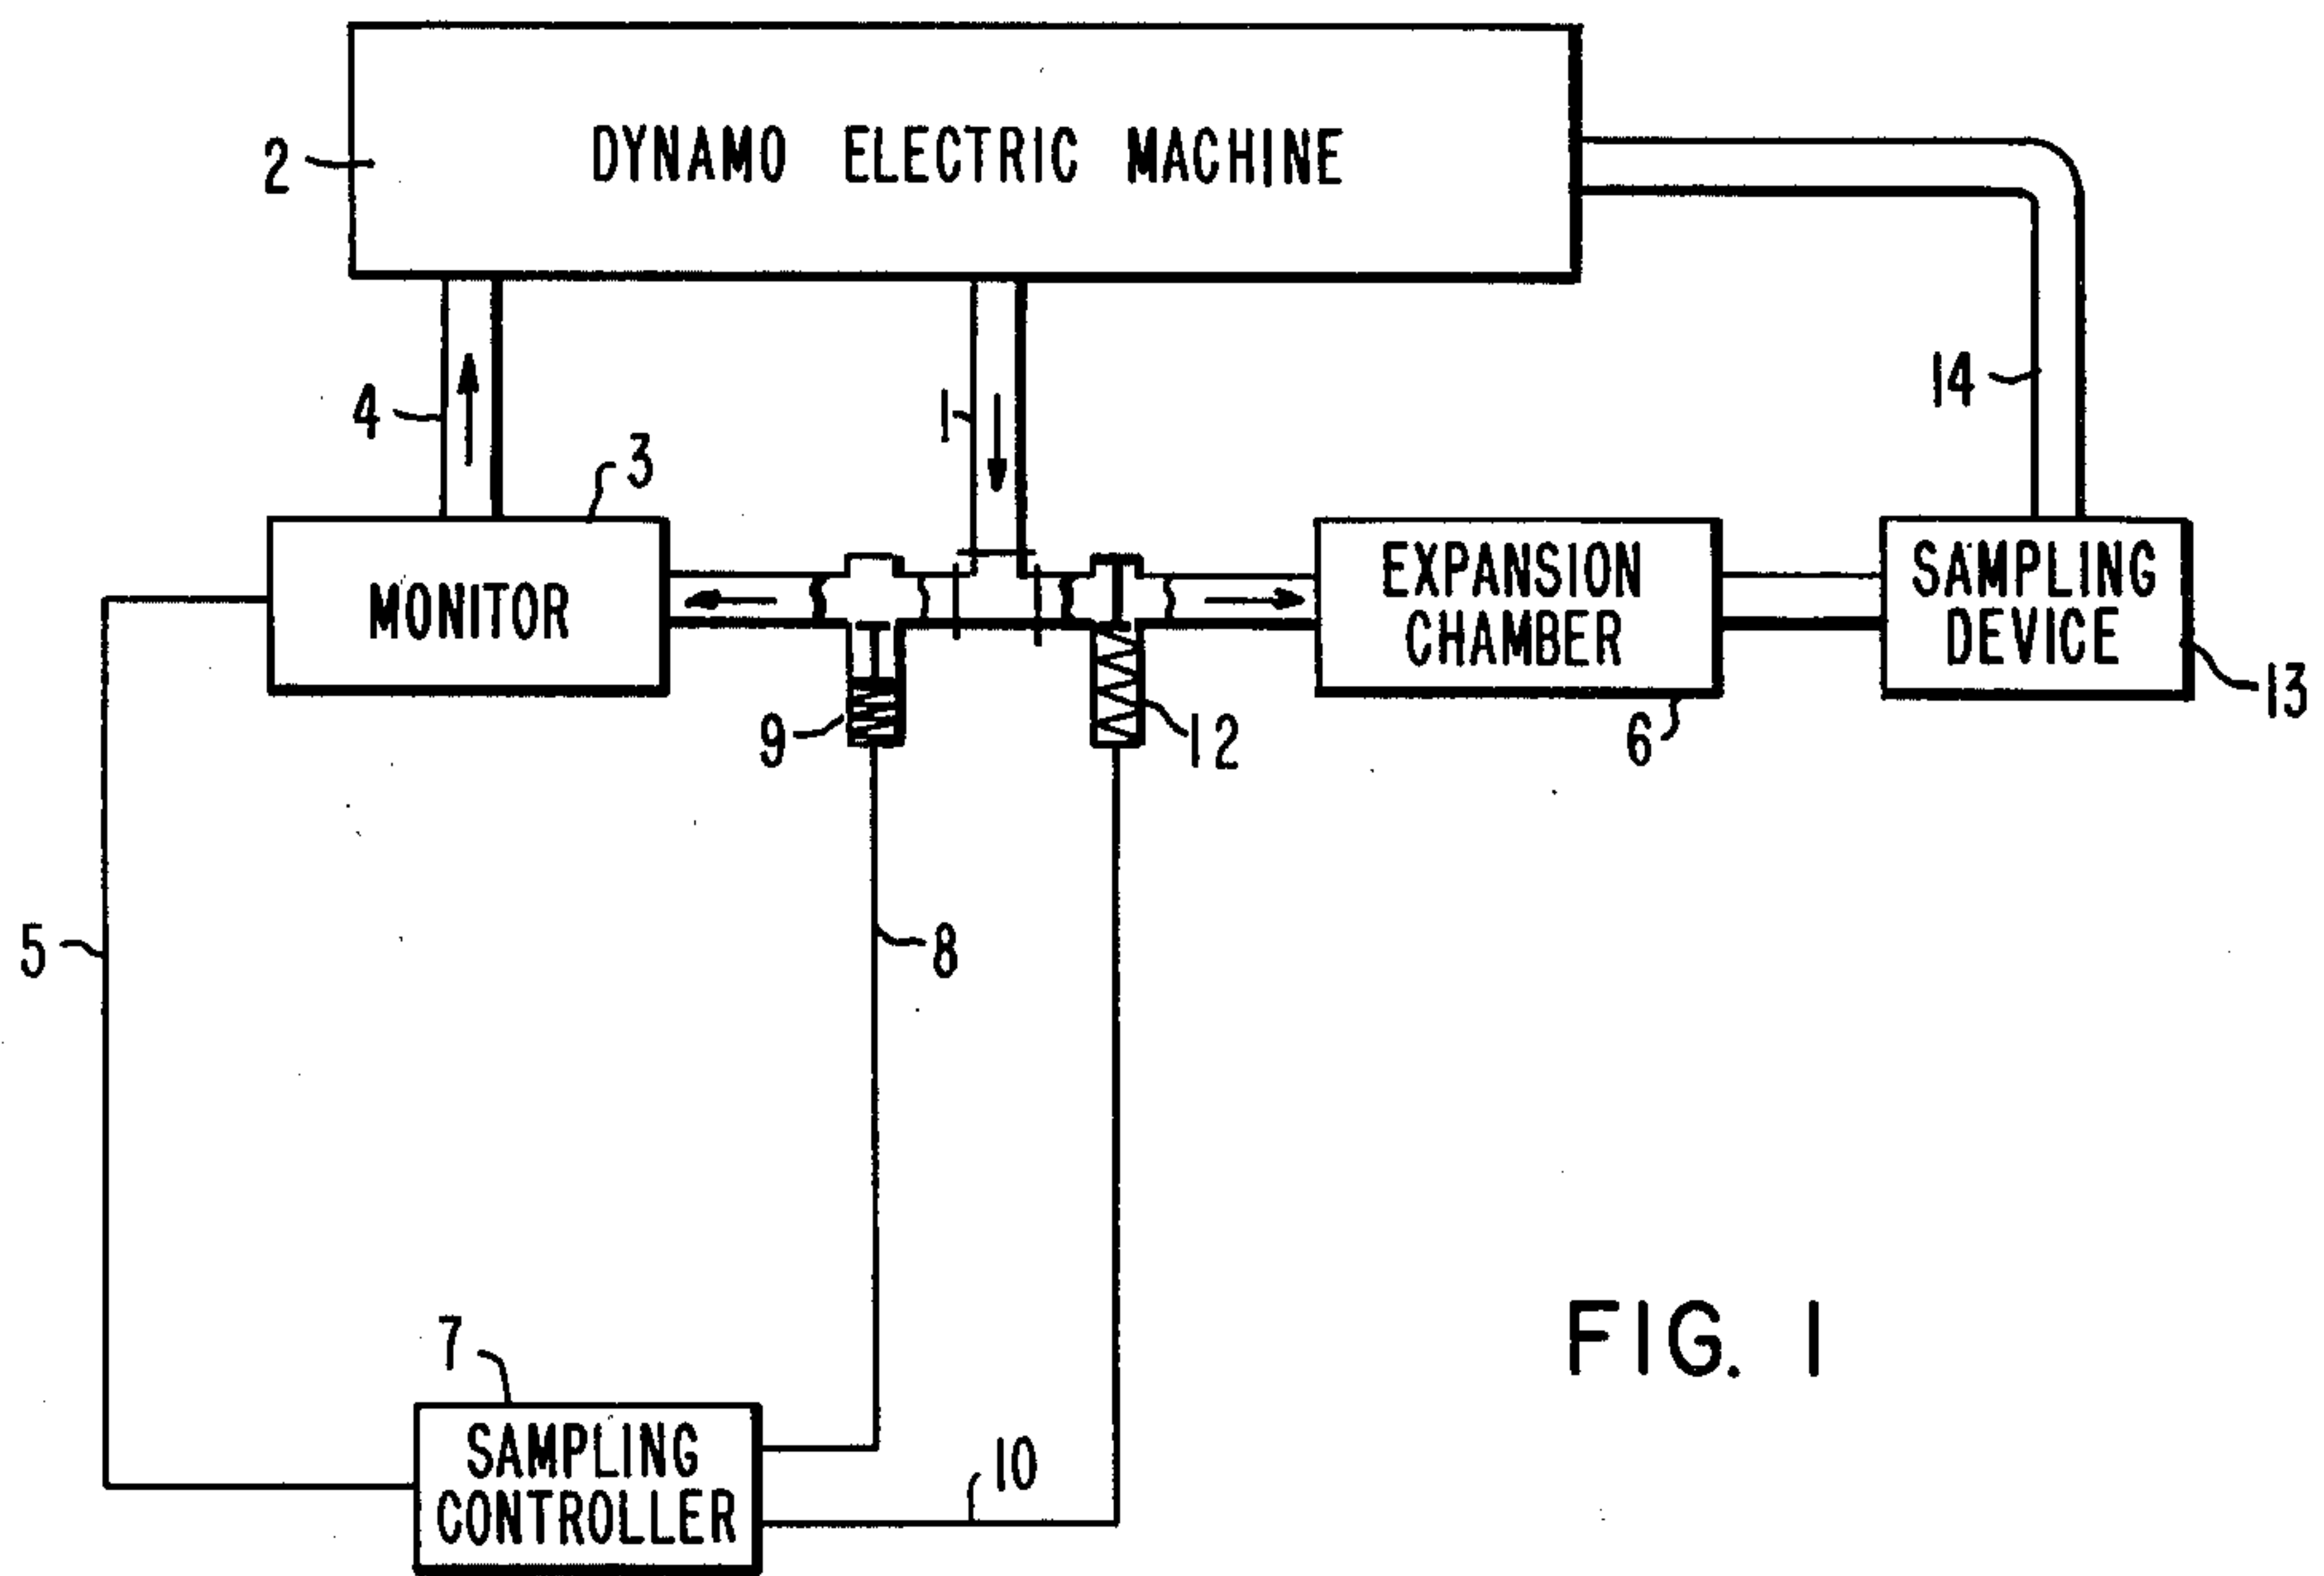 DYNAMO ELECTRIC MACHINE
2
4
1
14
3
MONITOR
EXPANSION
CHAMBER
SAMPLING
DEVICE
9
12
6
13
5
8
7
SAMPLING
CONTROLLER
10
FIG. 1